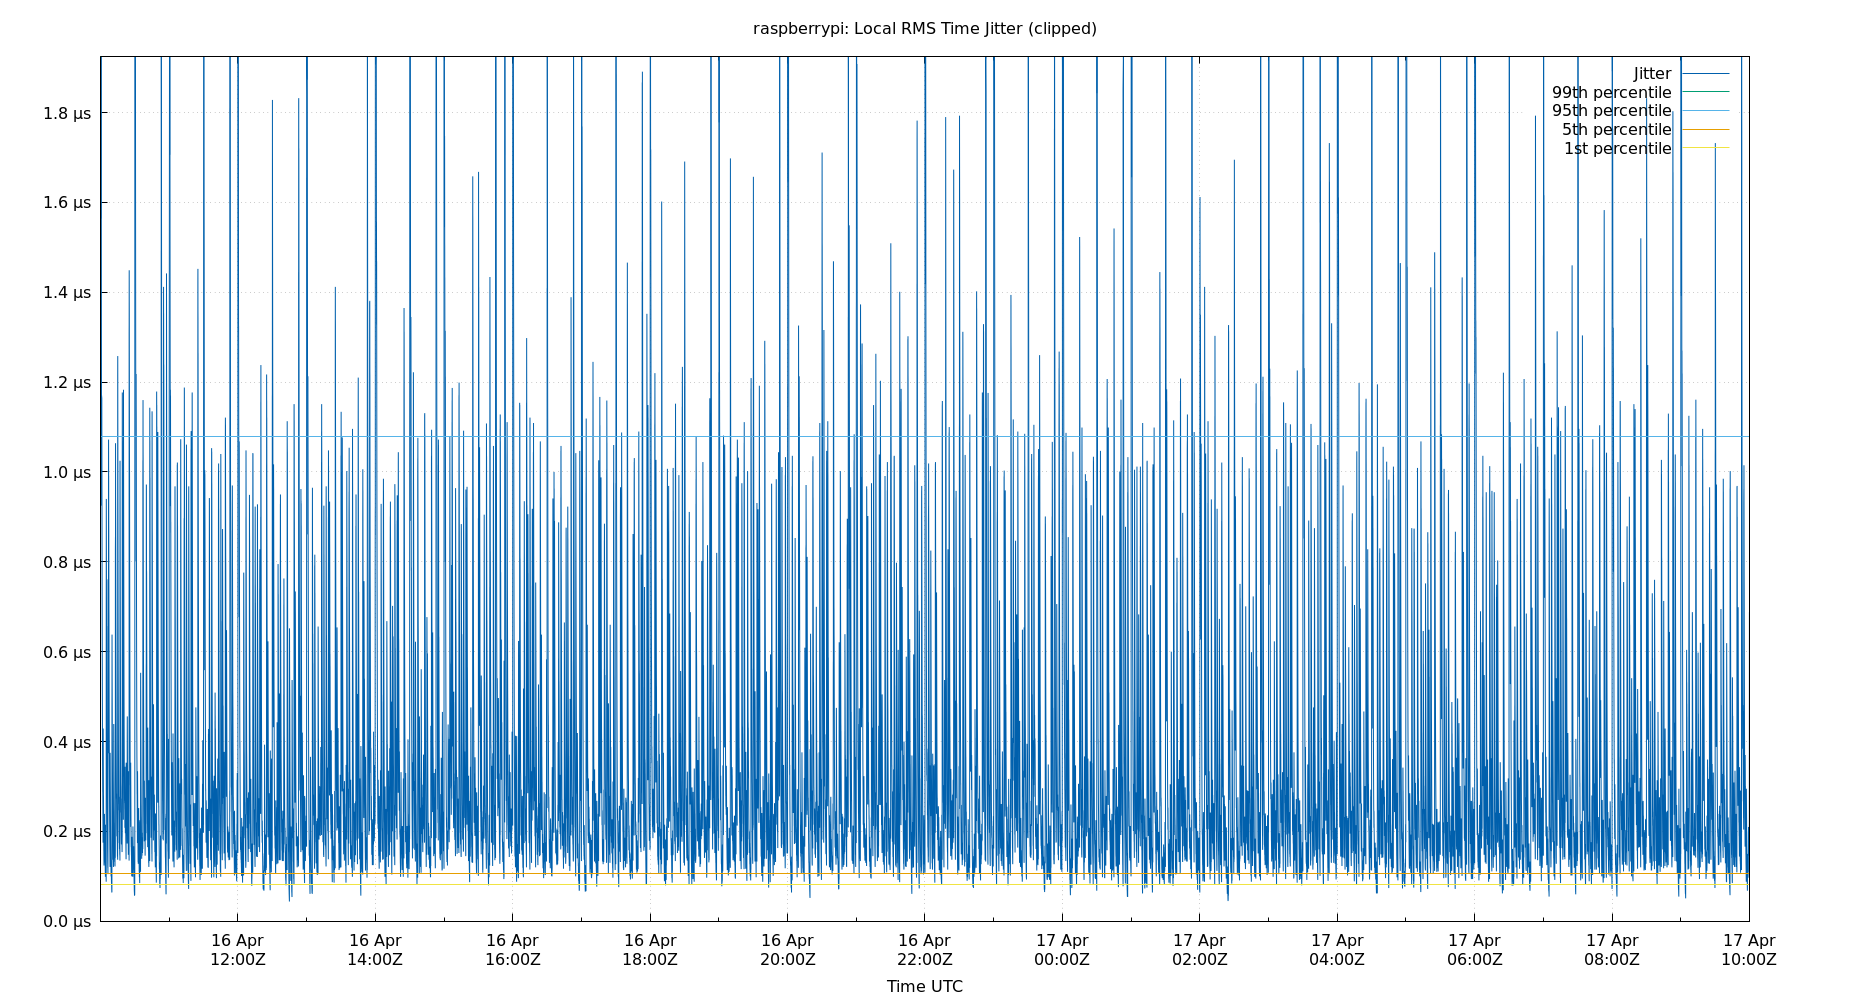 raspberrypi: Local RMS Time Jitter (clipped)
Jitter
99th percentile
95th percentile
5th percentile
1st percentile
1.8 μs
1.6 μs
1.4 μs
1.2 μs
1.0 μs
0.8 μs
0.6 μs
0.4 μs
0.2 μs
0.0 μs
16 Apr 16 Apr 16 Apr 16 Apr 16 Apr 16 Apr 17 Apr 17 Apr 17 Apr 17 Apr 17 Apr 17 Apr
12:00Z 14:00Z 16:00Z 18:00Z 20:00Z 22:00Z 00:00Z 02:00Z 04:00Z 06:00Z 08:00Z 10:00Z
Time UTC